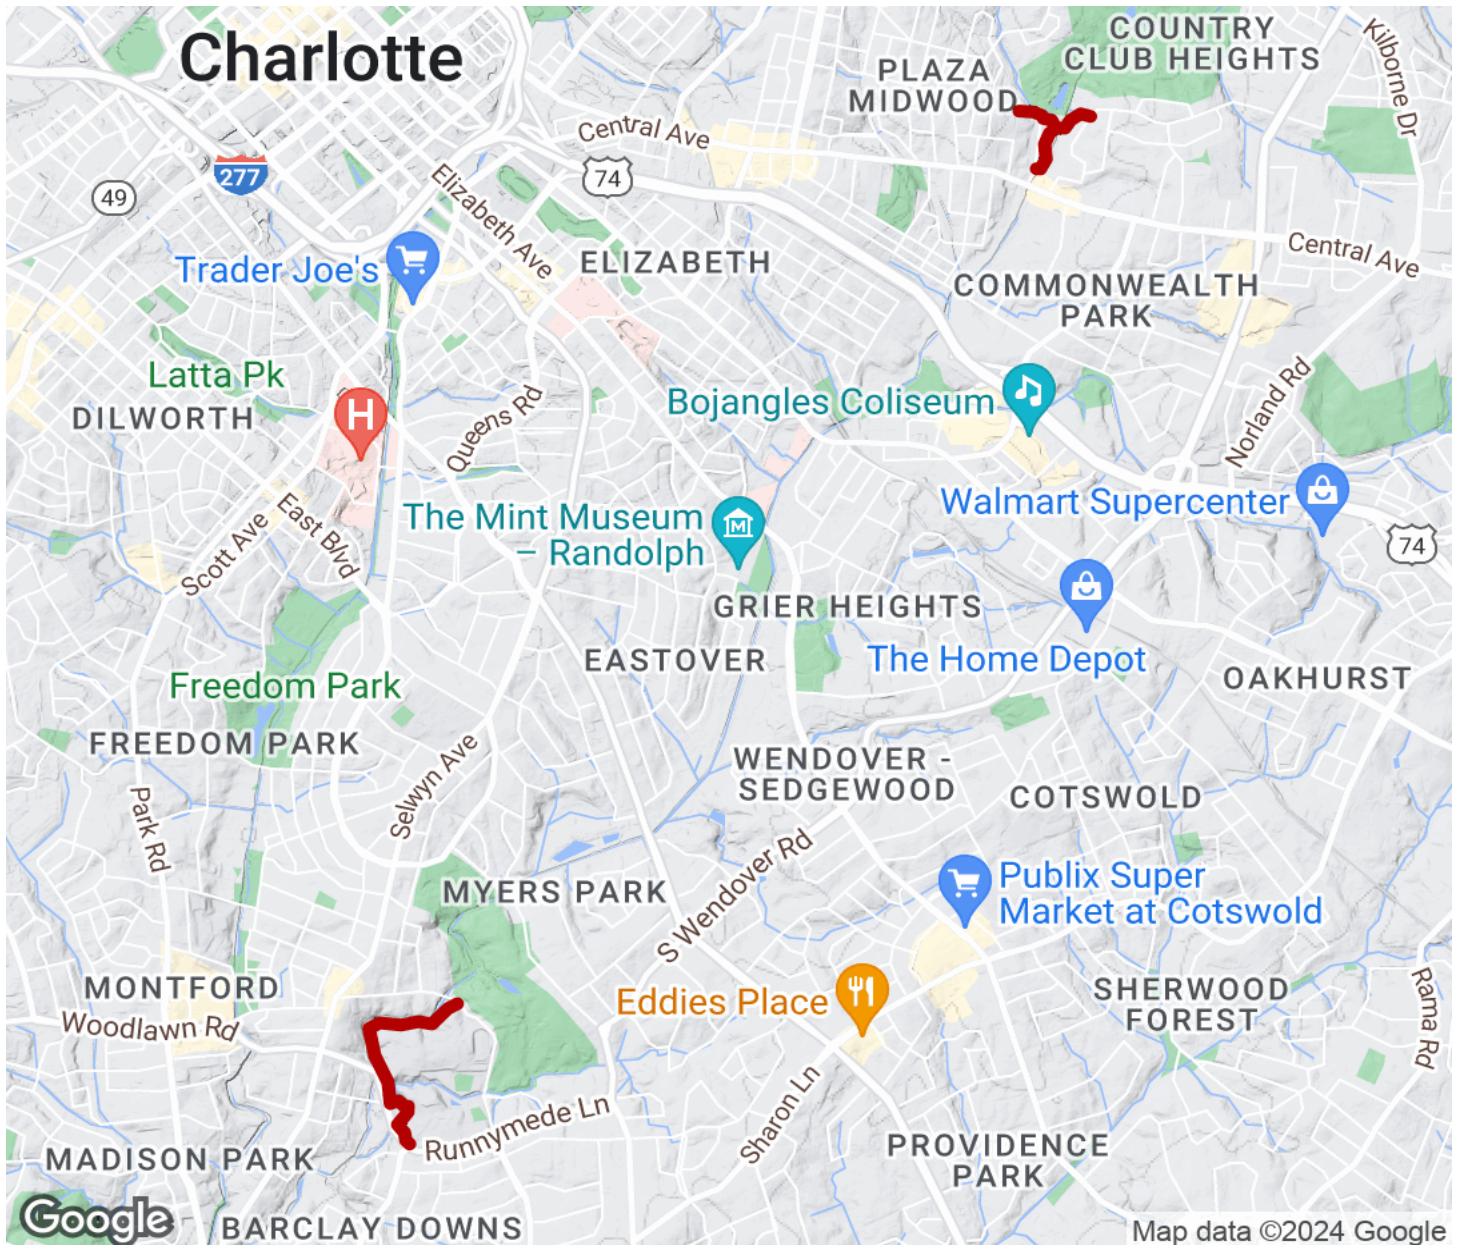 Charlotte
COUNTRY
CLUB HEIGHTS
Kilborne Dr
PLAZA
MIDWOOD
Central Ave
277
74
49
Elizabeth Ave
ELIZABETH
Central Ave
Trader Joe's
COMMONWEALTH
PARK
Latta Pk
DILWORTH
H
Queens Rd
Bojangles Coliseum
Norland Rd
Walmart Supercenter
The Mint Museum
– Randolph
M
74
East Blvd
Scott Ave
GRIER HEIGHTS
EASTOVER
The Home Depot
OAKHURST
Freedom Park
FREEDOM PARK
WENDOVER -
SEDGEWOOD
Selwyn Ave
Park Rd
COTSWOLD
S Wendover Rd
Publix Super
Market at Cotswold
MYERS PARK
MONTFORD
Woodlawn Rd
Eddies Place
SHERWOOD
FOREST
Rama Rd
Sharon Ln
Runnymede Ln
MADISON PARK
PROVIDENCE
PARK
Google
BARCLAY DOWNS
Map data ©2024 Google